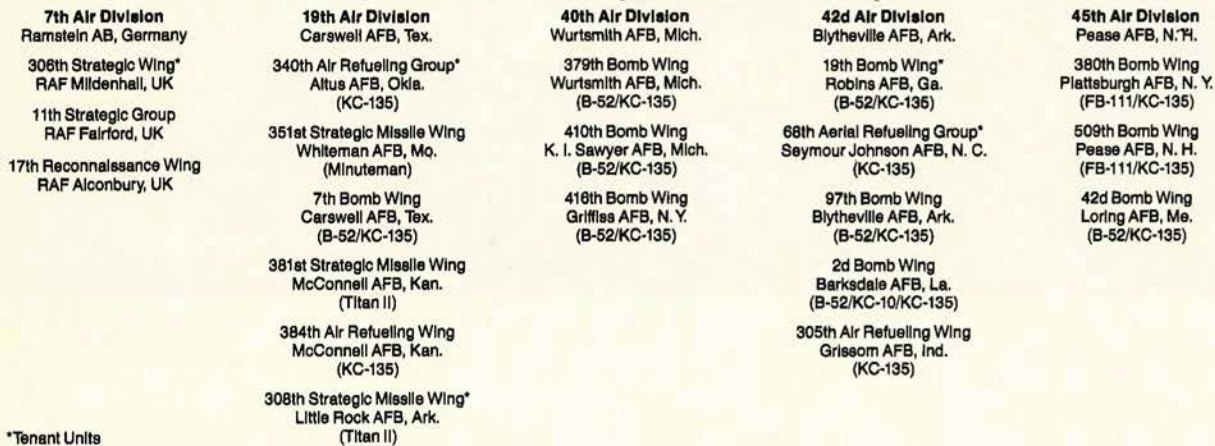 7th Air Division
Ramstein AB, Germany
306th Strategic Wing*
RAF Mildenhall, UK
11th Strategic Group
RAF Fairford, UK
17th Reconnaissance Wing
RAF Alconbury, UK
19th Air Division
Carswell AFB, Tex.
340th Air Refueling Group*
Altus AFB, Okla.
(KC-135)
351st Strategic Missile Wing
Whiteman AFB, Mo.
(Minuteman)
7th Bomb Wing
Carswell AFB, Tex.
(B-52/KC-135)
381st Strategic Missile Wing
McConnell AFB, Kan.
(Titan II)
384th Air Refueling Wing
McConnell AFB, Kan.
(KC-135)
308th Strategic Missile Wing*
Little Rock AFB, Ark.
(Titan II)
40th Air Division
Wurtsmith AFB, Mich.
379th Bomb Wing
Wurtsmith AFB, Mich.
(B-52/KC-135)
410th Bomb Wing
K. I. Sawyer AFB, Mich.
(B-52/KC-135)
416th Bomb Wing
Griffiss AFB, N. Y.
(B-52/KC-135)
42d Air Division
Blytheville AFB, Ark.
19th Bomb Wing*
Robins AFB, Ga.
(B-52/KC-135)
68th Aerial Refueling Group*
Seymour Johnson AFB, N. C.
(KC-135)
97th Bomb Wing
Blytheville AFB, Ark.
(B-52/KC-135)
2d Bomb Wing
Barksdale AFB, La.
(B-52/KC-10/KC-135)
305th Air Refueling Wing
Grissom AFB, Ind.
(KC-135)
45th Air Division
Pease AFB, N. H.
380th Bomb Wing
Plattsburgh AFB, N. Y.
(FB-111/KC-135)
509th Bomb Wing
Pease AFB, N. H.
(FB-111/KC-135)
42d Bomb Wing
Loring AFB, Me.
(B-52/KC-135)
*Tenant Units